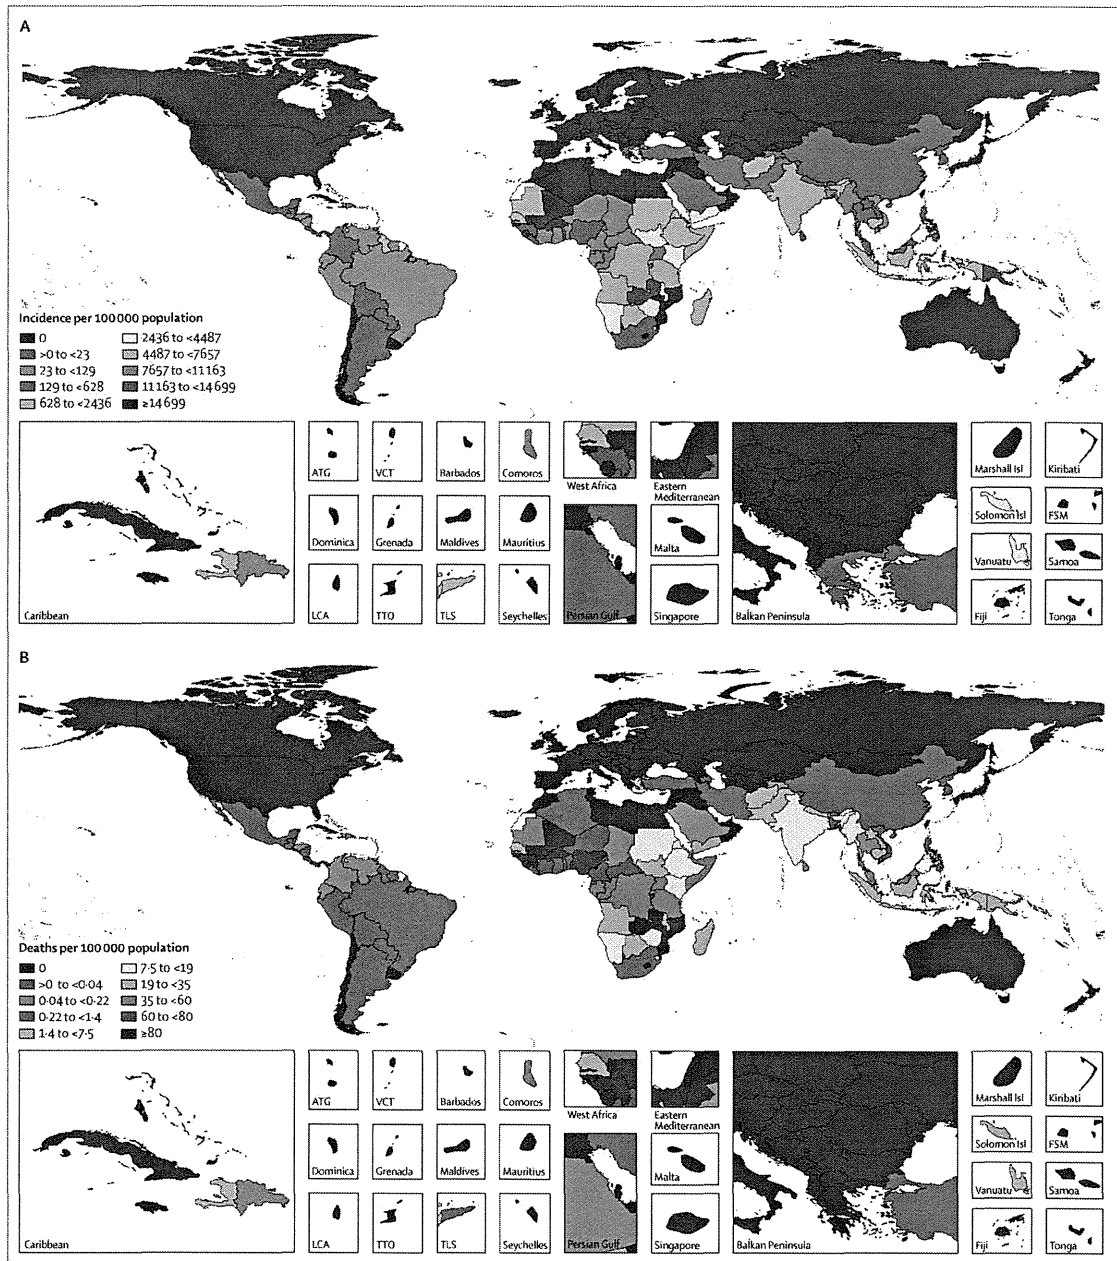 A
Incidence per 100 000 population
0
>0 to <23
23 to <129
129 to <628
628 to <2436
2436 to <4487
4487 to <7657
7657 to <11163
11163 to <14 699
≥14 699
Caribbean
ATG
VCT
Barbados
Comoros
Dominica
Grenada
Maldives
Mauritius
LCA
TTO
TLS
Seychelles
West Africa
Eastern
Mediterranean
Persian Gulf
Malta
Singapore
Balkan Peninsula
Marshall Isl
Kiribati
Solomon Isl
FSM
Vanuatu
Samoa
Fiji
Tonga
B
Deaths per 100 000 population
0
>0 to <0·04
0·04 to <0·22
0·22 to <1·4
1·4 to <7·5
7·5 to <19
19 to <35
35 to <60
60 to <80
≥80
Caribbean
ATG
VCT
Barbados
Comoros
Dominica
Grenada
Maldives
Mauritius
LCA
TTO
TLS
Seychelles
West Africa
Eastern
Mediterranean
Persian Gulf
Malta
Singapore
Balkan Peninsula
Marshall Isl
Kiribati
Solomon Isl
FSM
Vanuatu
Samoa
Fiji
Tonga